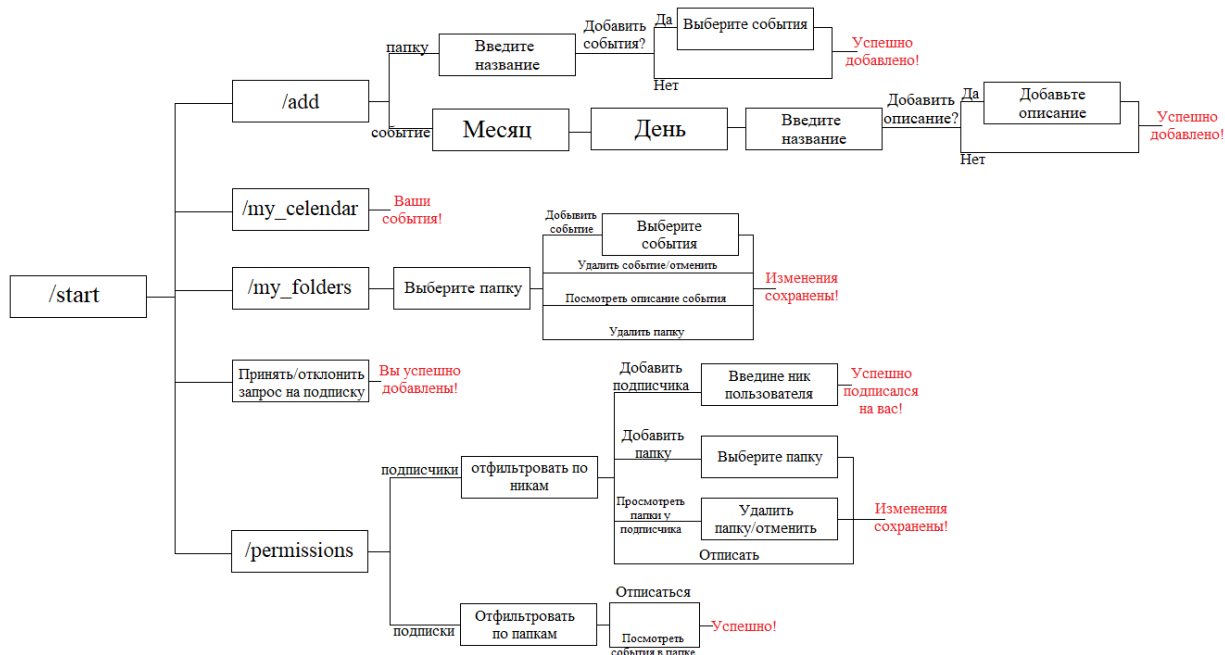 /start
/add
папку
Введите
название
Добавить
события?
Да
Выберите события
Нет
Успешно
добавлено!
событие
Месяц
День
Введите
название
Добавить
описание?
Да
Добавьте
описание
Нет
Успешно
добавлено!
/my_celendar
Ваши
события!
/my_folders
Выберите папку
Добывить
событие
Выберите
события
Удалить событие/отменить
Посмотреть описание события
Удалить папку
Изменения
сохранены!
Принять/отклонить
запрос на подписку
Вы успешно
добавлены!
/permissions
подписчики
отфильтровать по
никам
Добавить
подписчика
Введине ник
пользователя
Успешно
подписался
на вас!
Добавить
папку
Выберите папку
Просмотреть
папки у
подписчика
Удалить
папку/отменить
Отписать
Изменения
сохранены!
подписки
Отфильтровать
по папкам
Отписаться
Посмотреть
события в папке
Успешно!